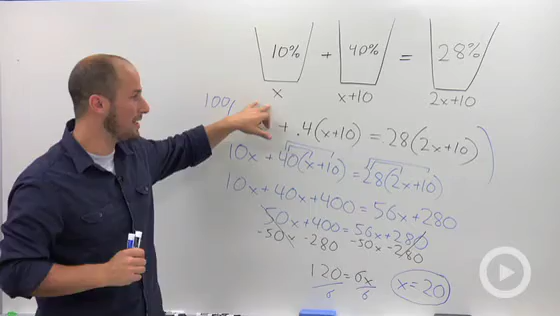 10% + 40% = 28%
x x+10 2x+10
100( + .4(x+10) = 28(2x+10))
10x + 40(x+10) = 28(2x+10)
10x + 40x + 400 = 56x + 280
50x + 400 = 56x + 280
-50x -280 -50x -280
120 = 6x
6 6
x = 20